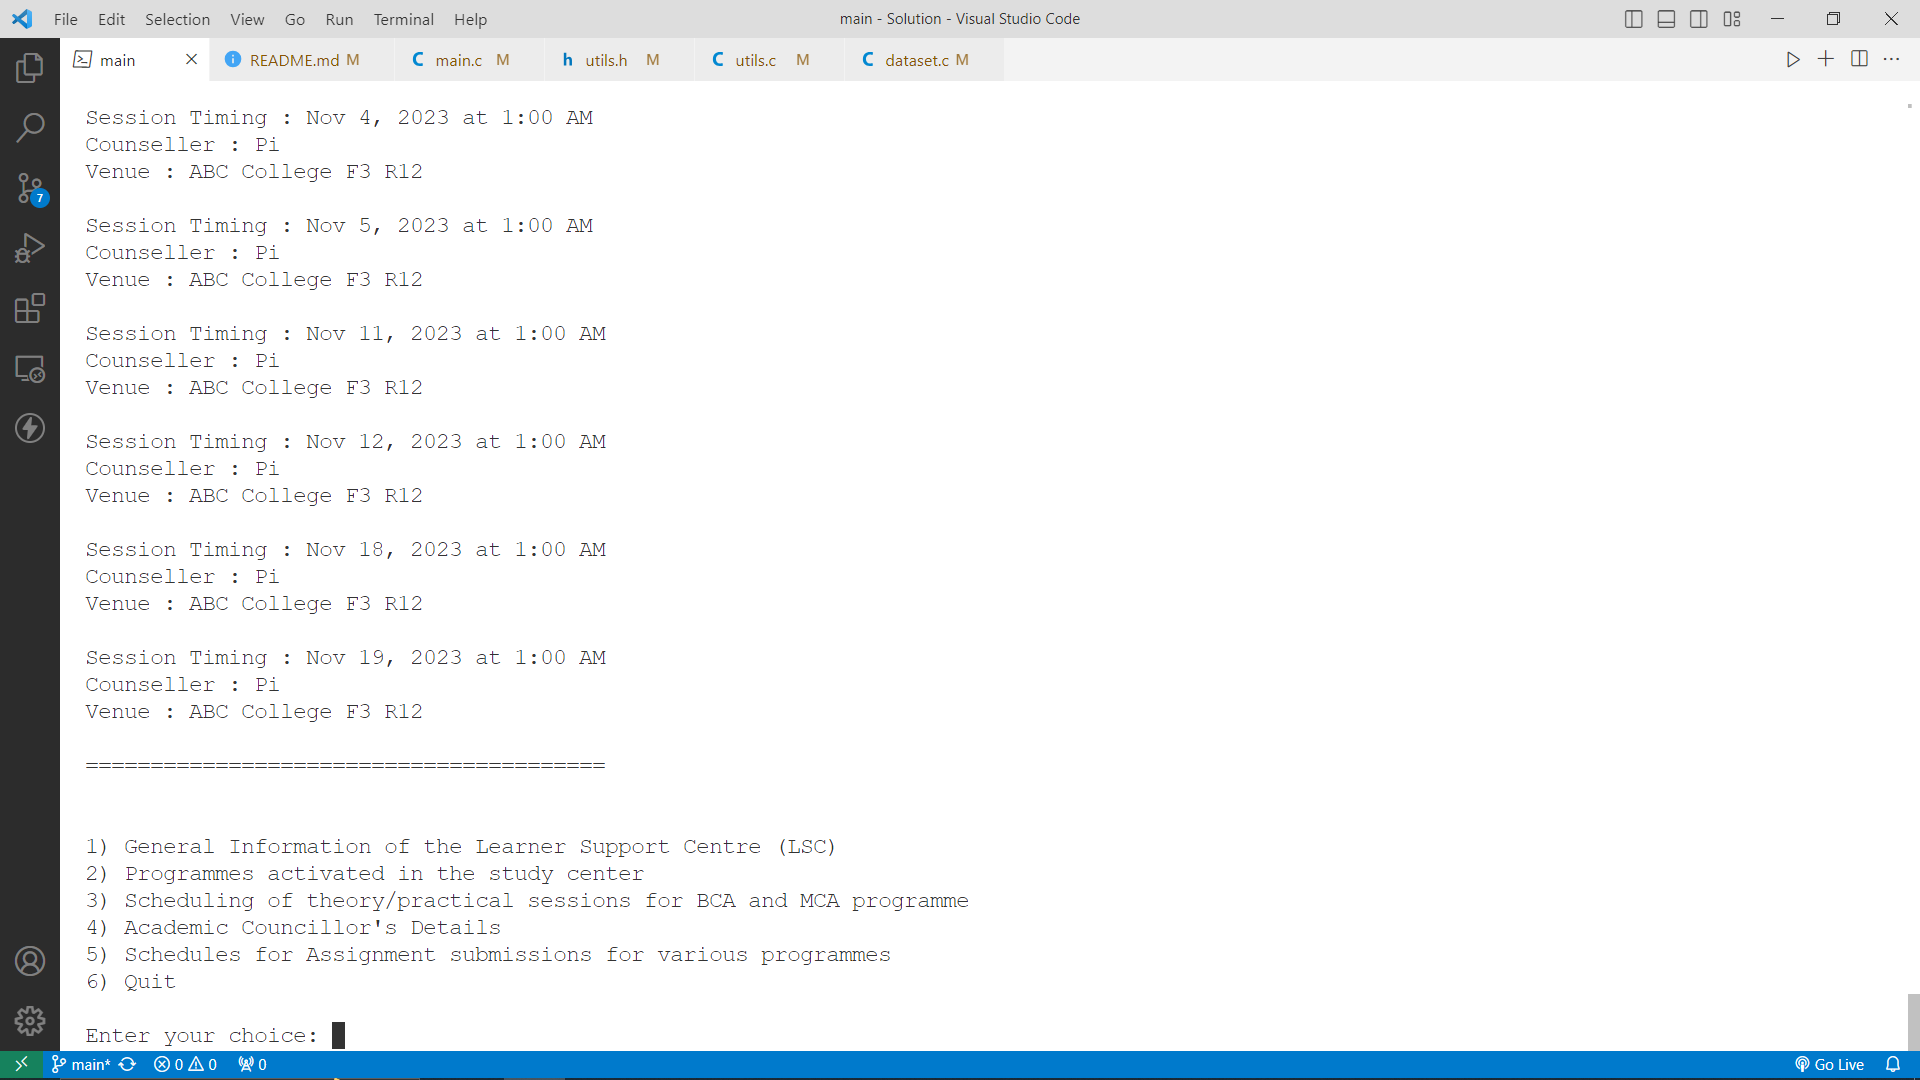 File Edit Selection View Go Run Terminal Help
main - Solution - Visual Studio Code
main
README.md M
C main.c M
h utils.h M
C utils.c M
C dataset.c M
Session Timing : Nov 4, 2023 at 1:00 AM
Counseller : Pi
Venue : ABC College F3 R12
Session Timing : Nov 5, 2023 at 1:00 AM
Counseller : Pi
Venue : ABC College F3 R12
Session Timing : Nov 11, 2023 at 1:00 AM
Counseller : Pi
Venue : ABC College F3 R12
Session Timing : Nov 12, 2023 at 1:00 AM
Counseller : Pi
Venue : ABC College F3 R12
Session Timing : Nov 18, 2023 at 1:00 AM
Counseller : Pi
Venue : ABC College F3 R12
Session Timing : Nov 19, 2023 at 1:00 AM
Counseller : Pi
Venue : ABC College F3 R12
========================================
1) General Information of the Learner Support Centre (LSC)
2) Programmes activated in the study center
3) Scheduling of theory/practical sessions for BCA and MCA programme
4) Academic Councillor's Details
5) Schedules for Assignment submissions for various programmes
6) Quit
Enter your choice:
7
main* 0 0 0
Go Live